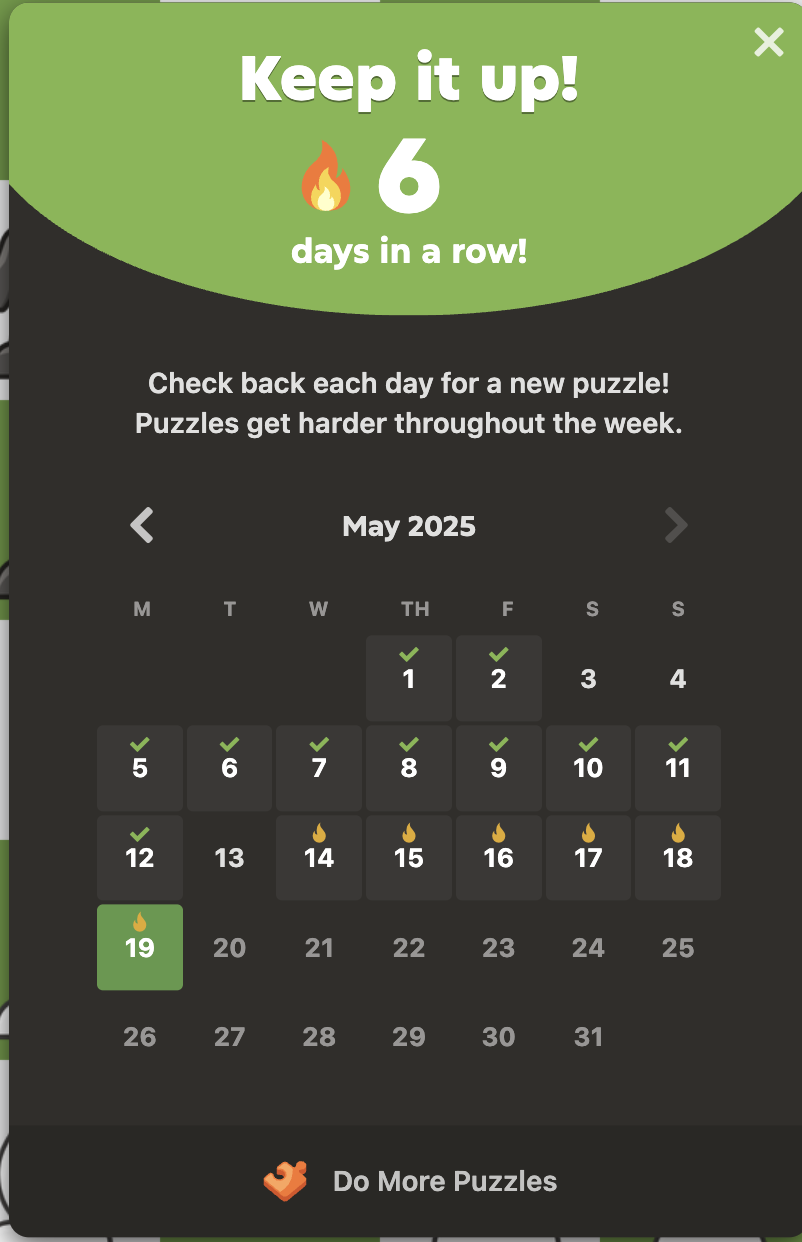 Keep it up!
6
days in a row!
Check back each day for a new puzzle!
Puzzles get harder throughout the week.
May 2025
M T W TH F S S
1 2 3 4
5 6 7 8 9 10 11
12 13 14 15 16 17 18
19 20 21 22 23 24 25
26 27 28 29 30 31
Do More Puzzles